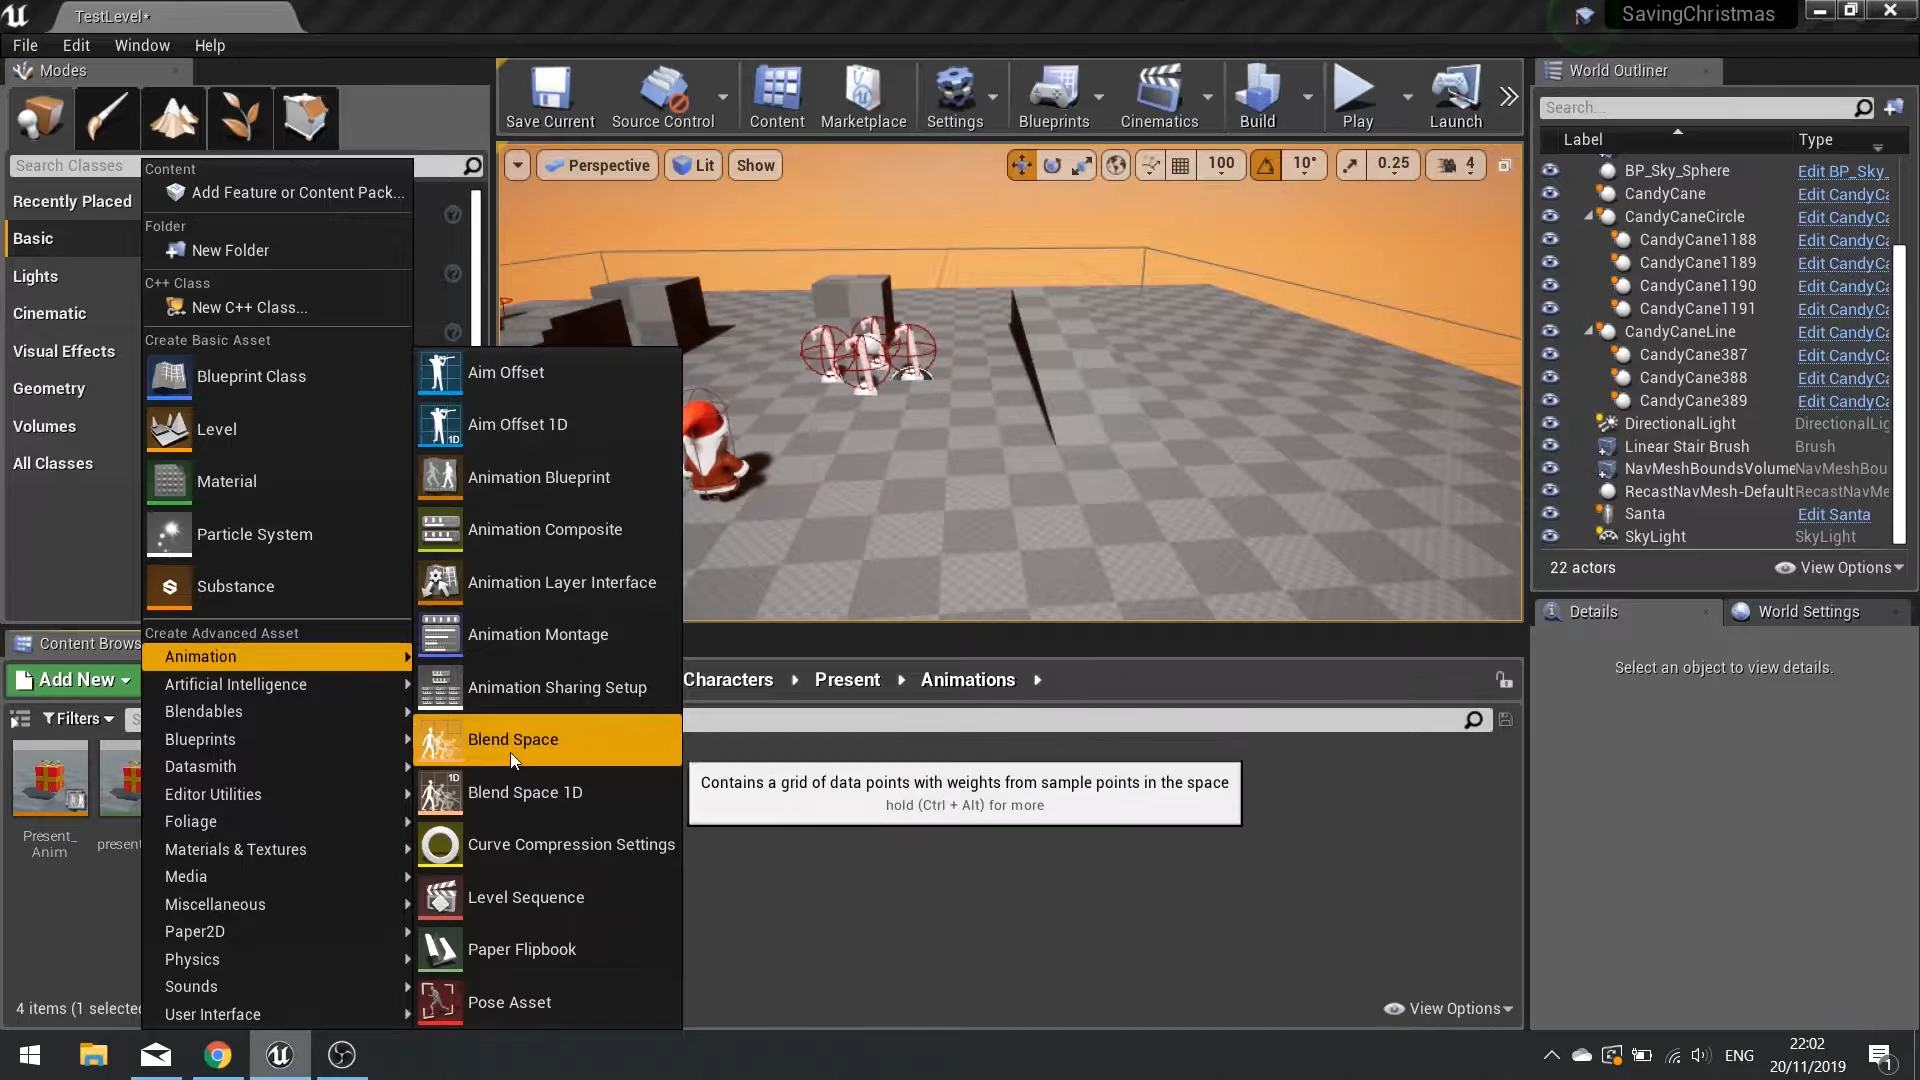 TestLevel*
SavingChristmas
File Edit Window Help
Modes
World Outliner
Save Current
Source Control
Content
Marketplace
Settings
Blueprints
Cinematics
Build
Play
Launch
Search...
Label
Type
Search Classes
Perspective
Lit
Show
100
10°
0.25
4
Recently Placed
Basic
Lights
Cinematic
Visual Effects
Geometry
Volumes
All Classes
Content
Add Feature or Content Pack...
Folder
New Folder
C++ Class
New C++ Class...
Create Basic Asset
Blueprint Class
Level
Material
Particle System
S Substance
Create Advanced Asset
Animation
Artificial Intelligence
Blendables
Blueprints
Datasmith
Editor Utilities
Foliage
Materials & Textures
Media
Miscellaneous
Paper2D
Physics
Sounds
User Interface
Aim Offset
1D Aim Offset 1D
Animation Blueprint
Animation Composite
Animation Layer Interface
Animation Montage
Animation Sharing Setup
Blend Space
1D Blend Space 1D
Curve Compression Settings
Level Sequence
Paper Flipbook
Pose Asset
Contains a grid of data points with weights from sample points in the space
hold (Ctrl + Alt) for more
BP_Sky_Sphere Edit BP_Sky_
CandyCane Edit CandyCa
CandyCaneCircle Edit CandyCa
CandyCane1188 Edit CandyCa
CandyCane1189 Edit CandyCa
CandyCane1190 Edit CandyCa
CandyCane1191 Edit CandyCa
CandyCaneLine Edit CandyCa
CandyCane387 Edit CandyCa
CandyCane388 Edit CandyCa
CandyCane389 Edit CandyCa
DirectionalLight DirectionalLig
Linear Stair Brush Brush
NavMeshBoundsVolume NavMeshBou
RecastNavMesh-Default RecastNavMe
Santa Edit Santa
SkyLight SkyLight
22 actors
View Options
Details
World Settings
Select an object to view details.
Content Brows
Add New
Characters Present Animations
Filters
S
Present_
Anim
present
4 items (1 selected
View Options
ENG
22:02
20/11/2019
1